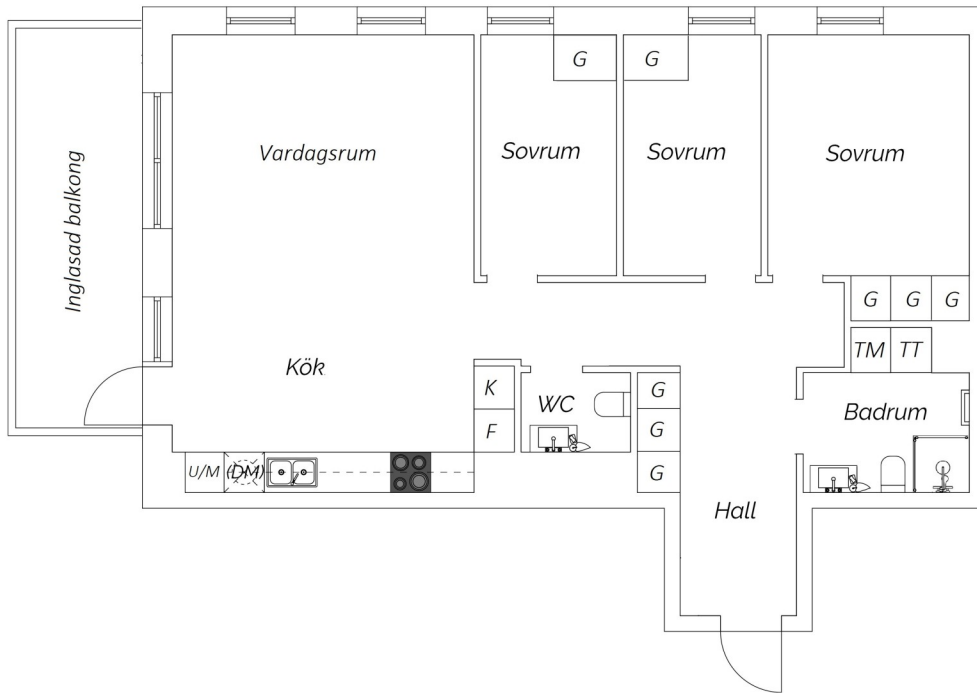 G
G
Vardagsrum
Sovrum
Sovrum
Sovrum
Inglasad balkong
G
G
G
TM
TT
Kök
K
WC
G
Badrum
F
G
U/M
(DM)
G
Hall